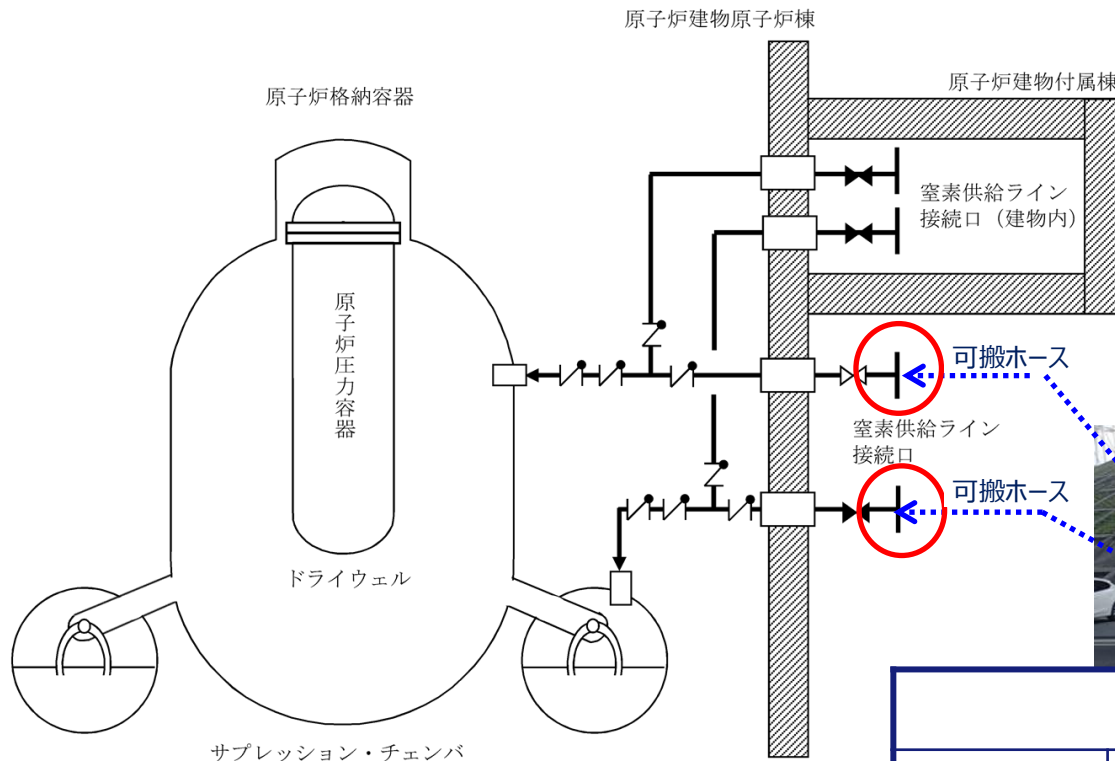 原子炉建物原子炉棟
原子炉建物付属棟
原子炉格納容器
窒素供給ライン
接続口（建物内）
原子炉圧力容器
可搬ホース
窒素供給ライン
接続口
可搬ホース
ドライウェル
サプレッション・チェンバ